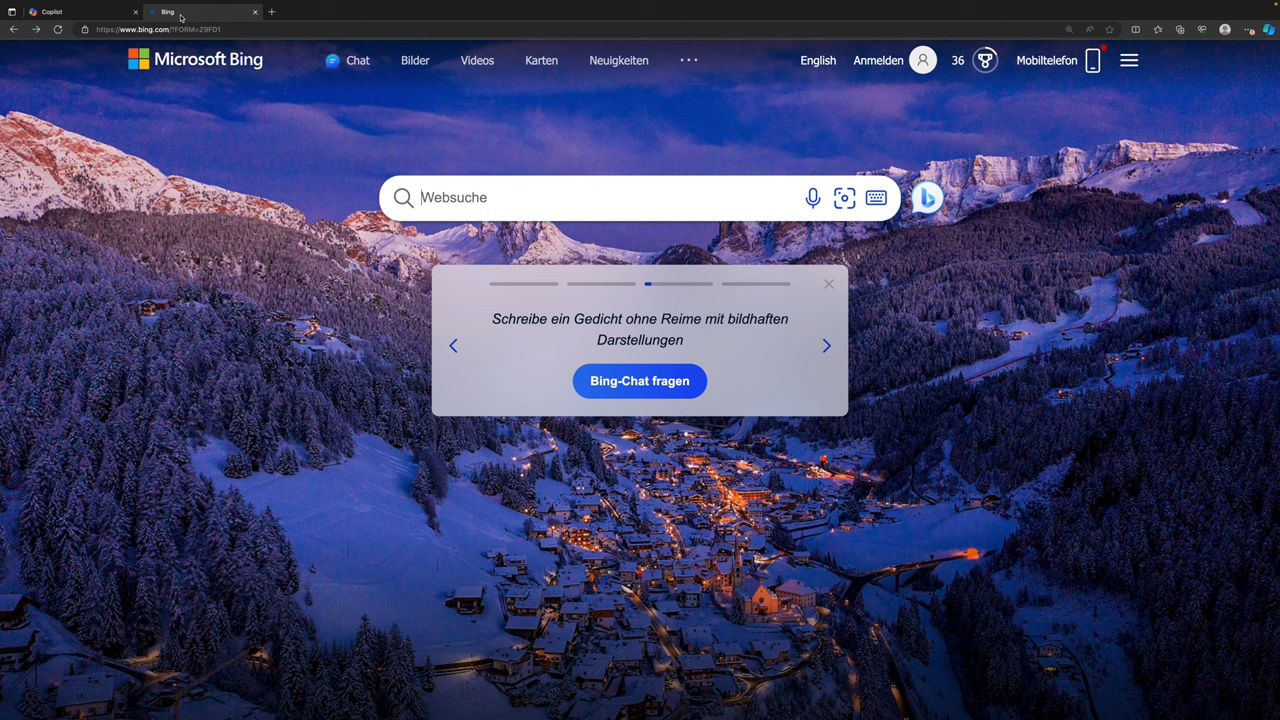 Copilot
Bing
https://www.bing.com/?FORM=Z9FD1
Microsoft Bing
Chat
Bilder
Videos
Karten
Neuigkeiten
English
Anmelden
36
Mobiltelefon
Websuche
Schreibe ein Gedicht ohne Reime mit bildhaften
Darstellungen
Bing-Chat fragen